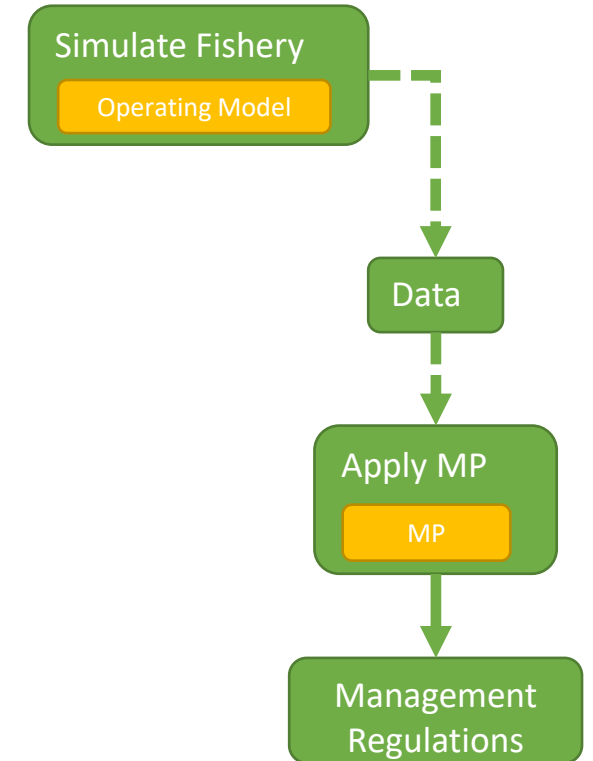 Simulate Fishery
Operating Model
Data
Apply MP
MP
Management
Regulations